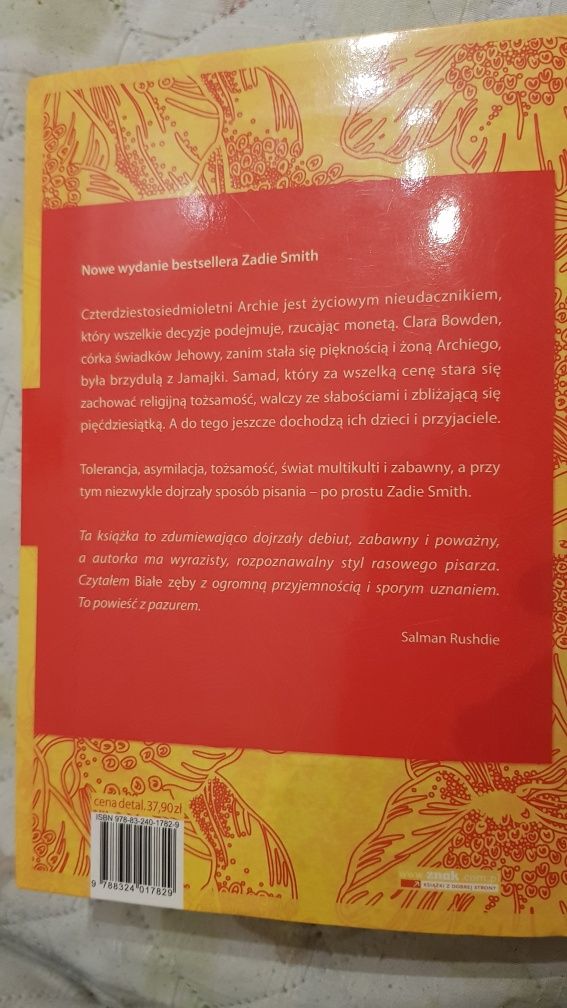 Nowe wydanie bestsellera Zadie Smith
Czterdziestosiedmioletni Archie jest życiowym nieudacznikiem,
który wszelkie decyzje podejmuje, rzucając monetą. Clara Bowden,
córka świadków Jehowy, zanim stała się pięknością i żoną Archiego,
była brzydulą z Jamajki. Samad, który za wszelką cenę stara się
zachować religijną tożsamość, walczy ze słabościami i zbliżającą się
pięćdziesiątką. A do tego jeszcze dochodzą ich dzieci i przyjaciele.
Tolerancja, asymilacja, tożsamość, świat multikulti i zabawny, a przy
tym niezwykle dojrzały sposób pisania – po prostu Zadie Smith.
Ta książka to zdumiewająco dojrzały debiut, zabawny i poważny,
a autorka ma wyrazisty, rozpoznawalny styl rasowego pisarza.
Czytałem Białe zęby z ogromną przyjemnością i sporym uznaniem.
To powieść z pazurem.
Salman Rushdie
cena detal. 37,90 zł
ISBN 978-83-240-1782-9
9 788324 017829
www.znak.com.pl
KSIĄŻKI Z DOBREJ STRONY